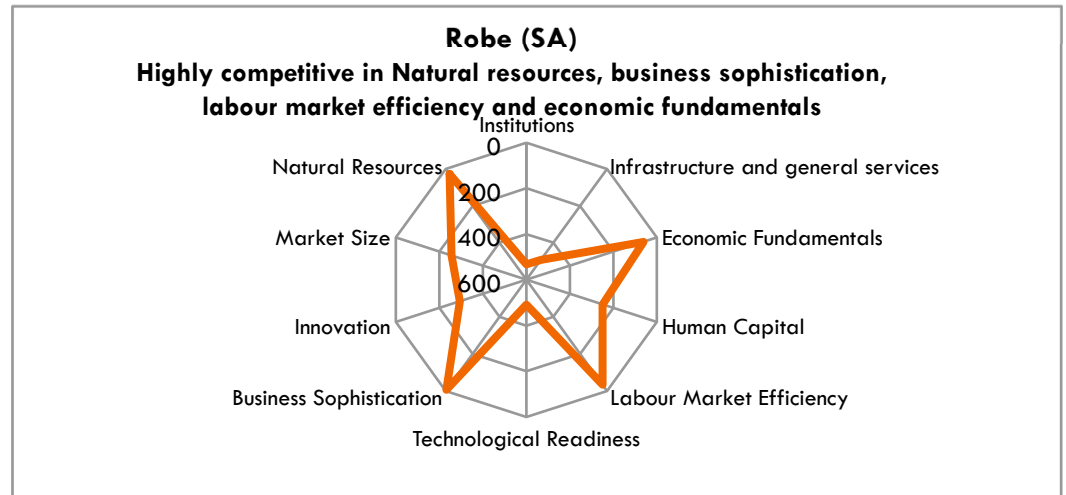 Robe (SA)
Highly competitive in Natural resources, business sophistication,
labour market efficiency and economic fundamentals
Institutions
0
Natural Resources
Infrastructure and general services
200
Market Size
400
Economic Fundamentals
600
Innovation
Human Capital
Business Sophistication
Labour Market Efficiency
Technological Readiness